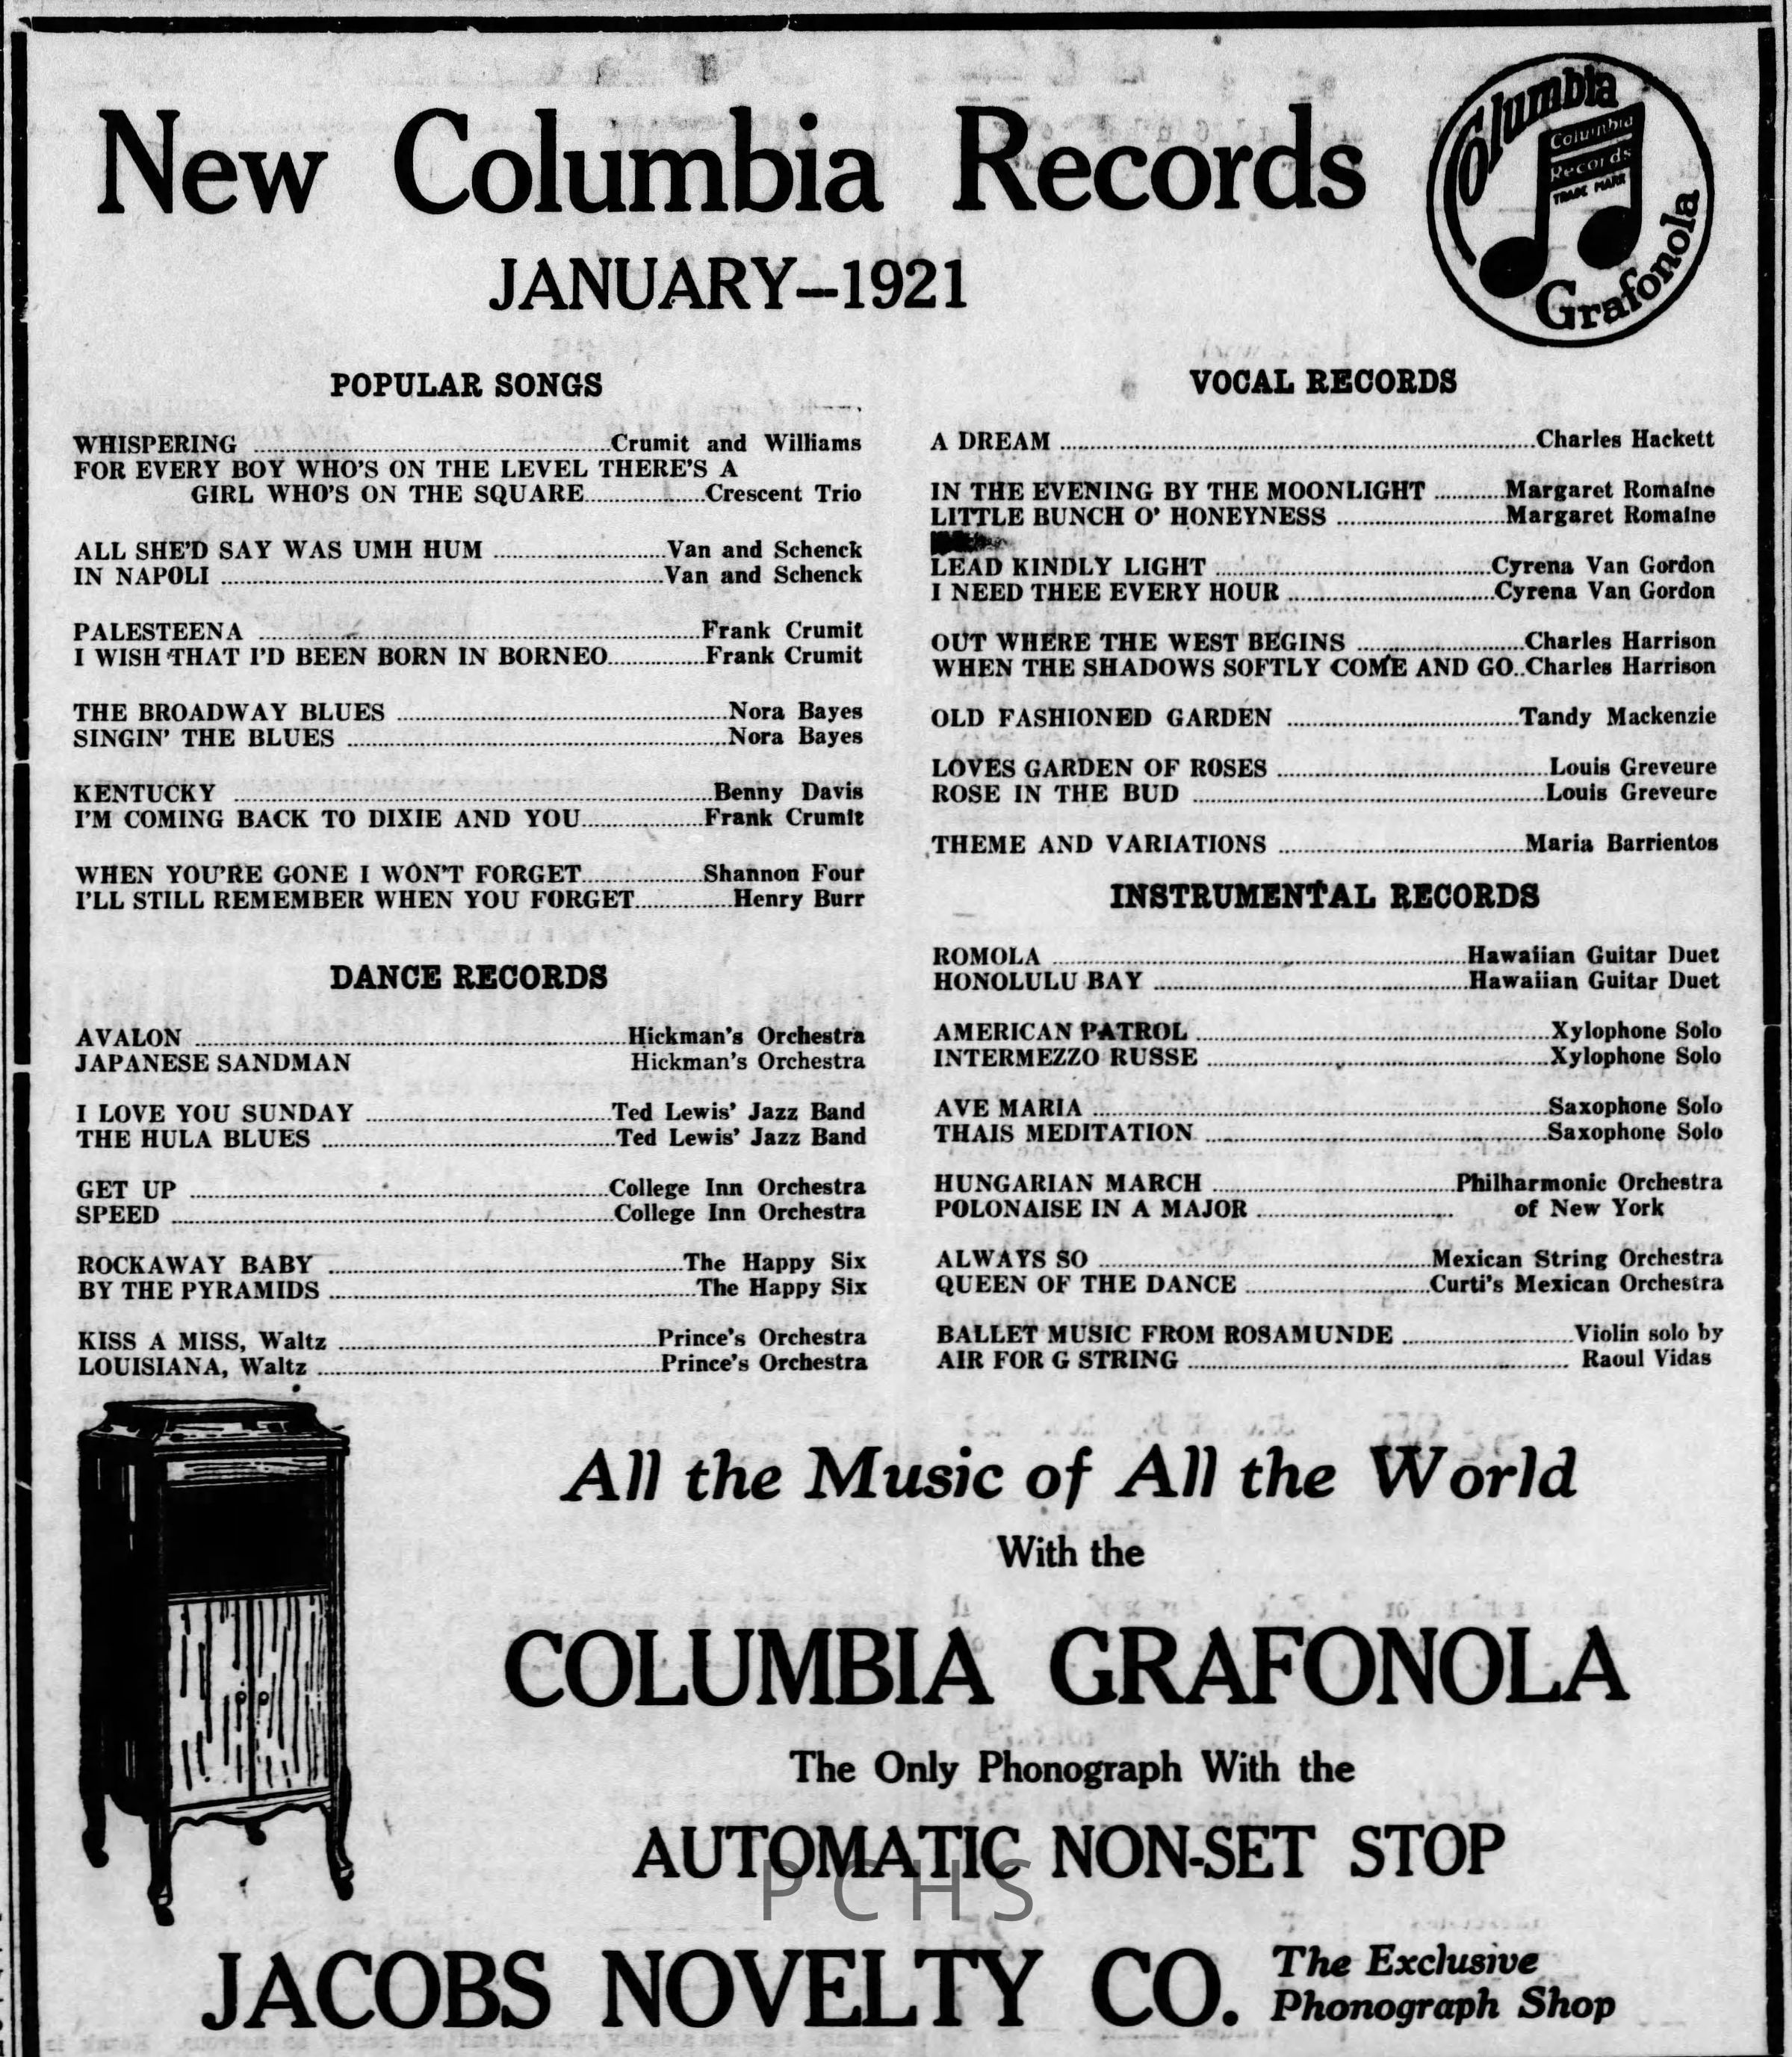 New Columbia Records
JANUARY—1921
Columbia
Columbia
Records
TRADE MARK
Grafonola
POPULAR SONGS
WHISPERING ........ Crumit and Williams
FOR EVERY BOY WHO'S ON THE LEVEL THERE'S A
GIRL WHO'S ON THE SQUARE........Crescent Trio
ALL SHE'D SAY WAS UMH HUM ........Van and Schenck
IN NAPOLI ........Van and Schenck
PALESTEENA ........Frank Crumit
I WISH THAT I'D BEEN BORN IN BORNEO........Frank Crumit
THE BROADWAY BLUES ........Nora Bayes
SINGIN' THE BLUES ........Nora Bayes
KENTUCKY ........Benny Davis
I'M COMING BACK TO DIXIE AND YOU........Frank Crumit
WHEN YOU'RE GONE I WON'T FORGET........Shannon Four
I'LL STILL REMEMBER WHEN YOU FORGET........Henry Burr
DANCE RECORDS
AVALON ........Hickman's Orchestra
JAPANESE SANDMAN Hickman's Orchestra
I LOVE YOU SUNDAY ........Ted Lewis' Jazz Band
THE HULA BLUES ........Ted Lewis' Jazz Band
GET UP ........College Inn Orchestra
SPEED ........College Inn Orchestra
ROCKAWAY BABY ........The Happy Six
BY THE PYRAMIDS ........The Happy Six
KISS A MISS, Waltz ........Prince's Orchestra
LOUISIANA, Waltz ........Prince's Orchestra
VOCAL RECORDS
A DREAM ........Charles Hackett
IN THE EVENING BY THE MOONLIGHT ........Margaret Romaine
LITTLE BUNCH O' HONEYNESS ........Margaret Romaine
LEAD KINDLY LIGHT ........Cyrena Van Gordon
I NEED THEE EVERY HOUR ........Cyrena Van Gordon
OUT WHERE THE WEST BEGINS ........Charles Harrison
WHEN THE SHADOWS SOFTLY COME AND GO..Charles Harrison
OLD FASHIONED GARDEN ........Tandy Mackenzie
LOVES GARDEN OF ROSES ........Louis Greveure
ROSE IN THE BUD ........Louis Greveure
THEME AND VARIATIONS ........Maria Barrientos
INSTRUMENTAL RECORDS
ROMOLA ........Hawaiian Guitar Duet
HONOLULU BAY ........Hawaiian Guitar Duet
AMERICAN PATROL ........Xylophone Solo
INTERMEZZO RUSSE ........Xylophone Solo
AVE MARIA ........Saxophone Solo
THAIS MEDITATION ........Saxophone Solo
HUNGARIAN MARCH ........Philharmonic Orchestra
POLONAISE IN A MAJOR ........ of New York
ALWAYS SO ........Mexican String Orchestra
QUEEN OF THE DANCE ........Curti's Mexican Orchestra
BALLET MUSIC FROM ROSAMUNDE ........Violin solo by
AIR FOR G STRING ........ Raoul Vidas
All the Music of All the World
With the
COLUMBIA GRAFONOLA
The Only Phonograph With the
AUTOMATIC NON-SET STOP
PCHS
JACOBS NOVELTY CO.
The Exclusive
Phonograph Shop